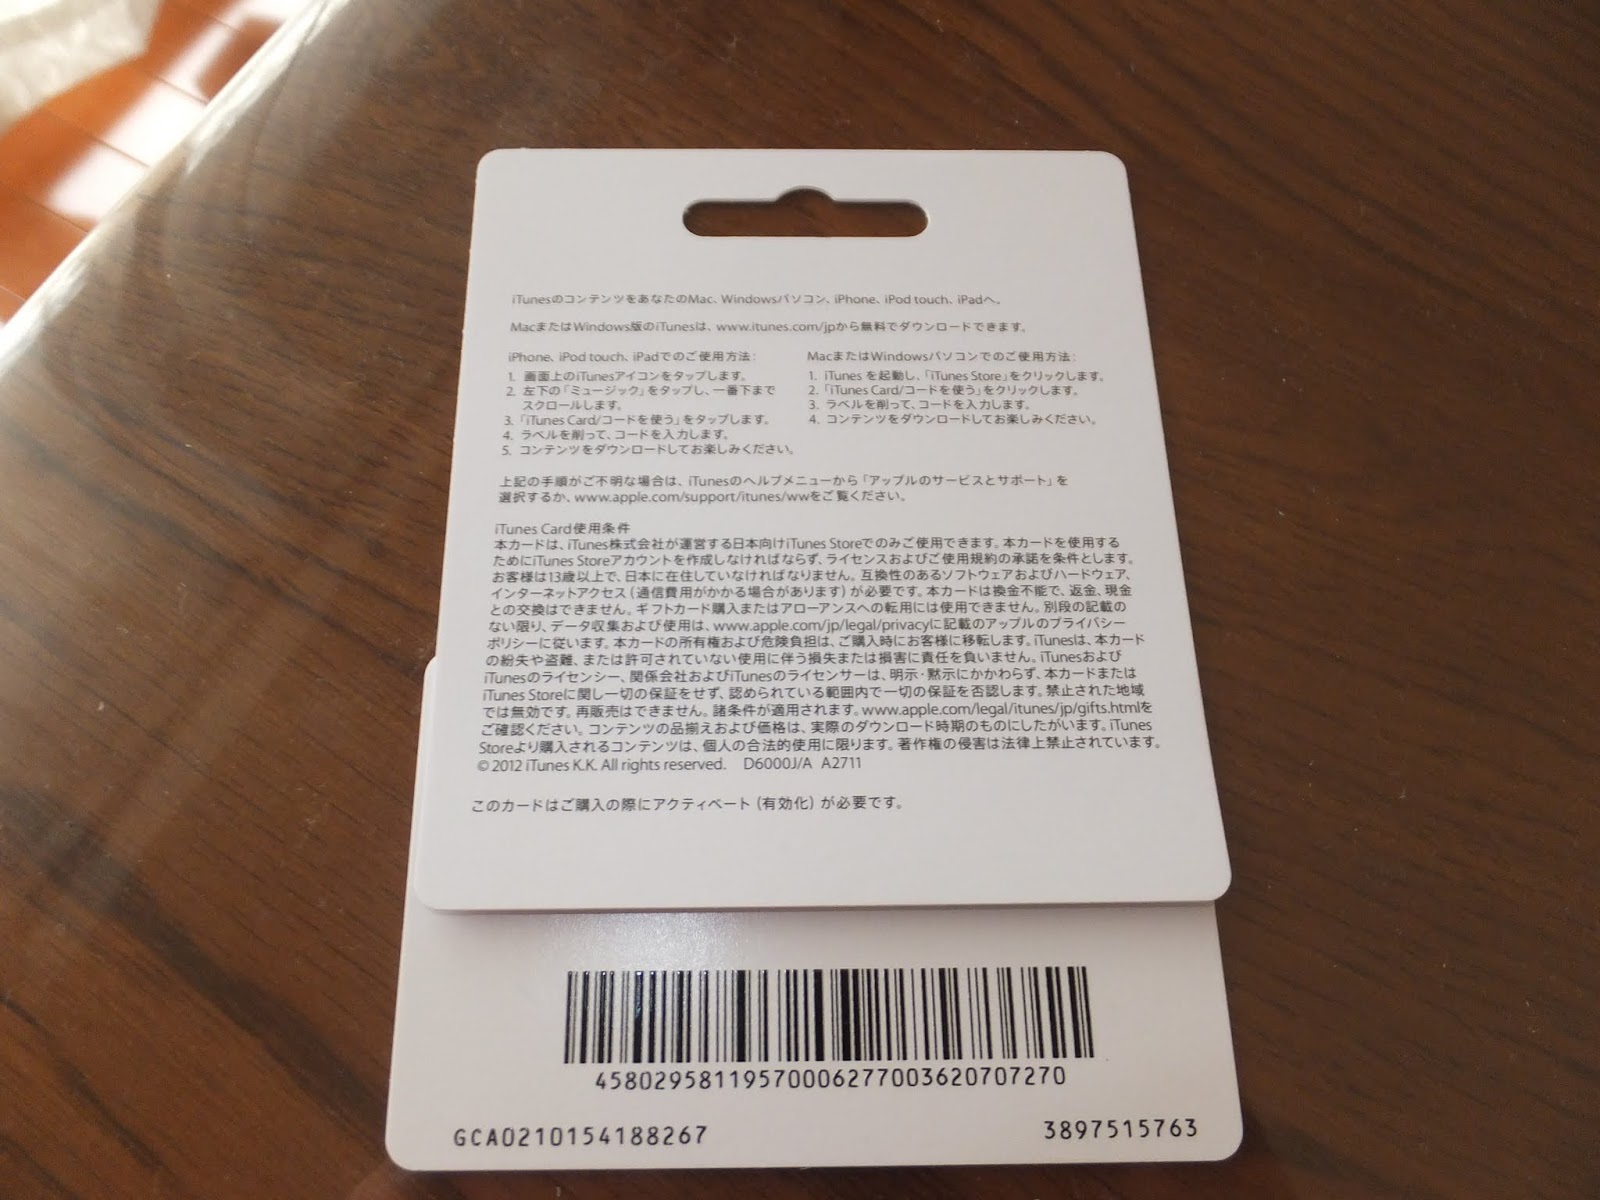 iTunesのコンテンツをあなたのMac、Windowsパソコン、iPhone、iPod touch、iPadへ。
MacまたはWindows版のiTunesは、www.itunes.com/jpから無料でダウンロードできます。
iPhone、iPod touch、iPadでのご使用方法：
1. 画面上のiTunesアイコンをタップします。
2. 左下の「ミュージック」をタップし、一番下まで
スクロールします。
3.「iTunes Card/コードを使う」をタップします。
4. ラベルを削って、コードを入力します。
5. コンテンツをダウンロードしてお楽しみください。
MacまたはWindowsパソコンでのご使用方法：
1. iTunes を起動し、「iTunes Store」をクリックします。
2.「iTunes Card/コードを使う」をクリックします。
3. ラベルを削って、コードを入力します。
4. コンテンツをダウンロードしてお楽しみください。
上記の手順がご不明な場合は、iTunesのヘルプメニューから「アップルのサービスとサポート」を
選択するか、www.apple.com/support/itunes/wwをご覧ください。
iTunes Card使用条件
本カードは、iTunes株式会社が運営する日本向けiTunes Storeでのみご使用できます。本カードを使用する
ためにiTunes Storeアカウントを作成しなければならず、ライセンスおよびご使用規約の承諾を条件とします。
お客様は13歳以上で、日本に在住していなければなりません。互換性のあるソフトウェアおよびハードウェア、
インターネットアクセス（通信費用がかかる場合があります）が必要です。本カードは換金不能で、返金、現金
との交換はできません。ギフトカード購入またはアローアンスへの転用には使用できません。別段の記載の
ない限り、データ収集および使用は、www.apple.com/jp/legal/privacyに記載のアップルのプライバシー
ポリシーに従います。本カードの所有権および危険負担は、ご購入時にお客様に移転します。iTunesは、本カード
の紛失や盗難、または許可されていない使用に伴う損失または損害に責任を負いません。iTunesおよび
iTunesのライセンシー、関係会社およびiTunesのライセンサーは、明示・黙示にかかわらず、本カードまたは
iTunes Storeに関し一切の保証をせず、認められている範囲内で一切の保証を否認します。禁止された地域
では無効です。再販売はできません。諸条件が適用されます。www.apple.com/legal/itunes/jp/gifts.htmlを
ご確認ください。コンテンツの品揃えおよび価格は、実際のダウンロード時期のものにしたがいます。iTunes
Storeより購入されるコンテンツは、個人の合法的使用に限ります。著作権の侵害は法律上禁止されています。
© 2012 iTunes K.K. All rights reserved. D6000J/A A2711
このカードはご購入の際にアクティベート（有効化）が必要です。
458029581195700062770036207072​70
GCA0210154188267
3897515763